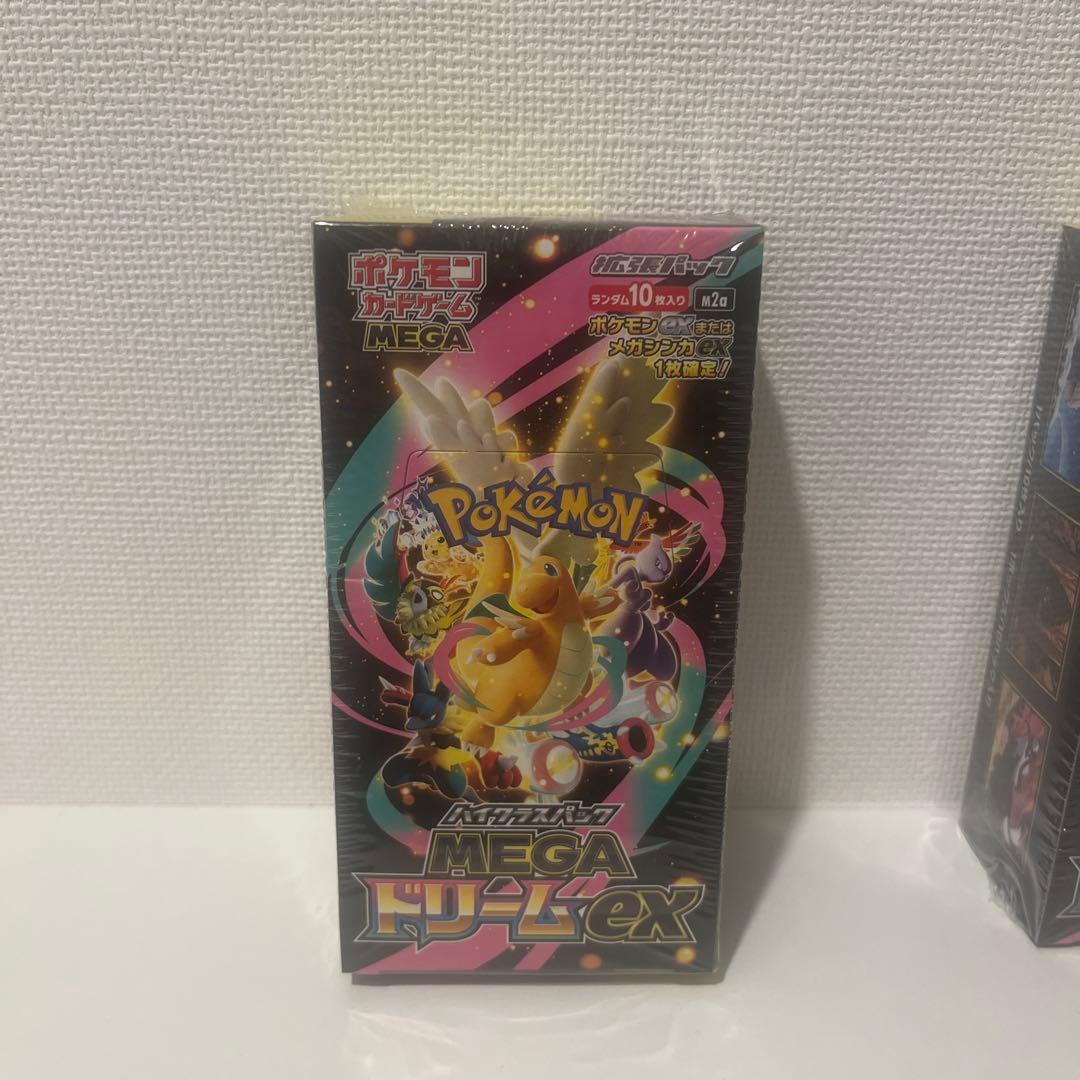 ポケモン
カードゲーム
MEGA
拡張パック
ランダム10枚入り
M2a
ポケモンexまたは
メガシンカex
1枚確定!
POKÉMON
ハイクラスパック
MEGA
ドリームex